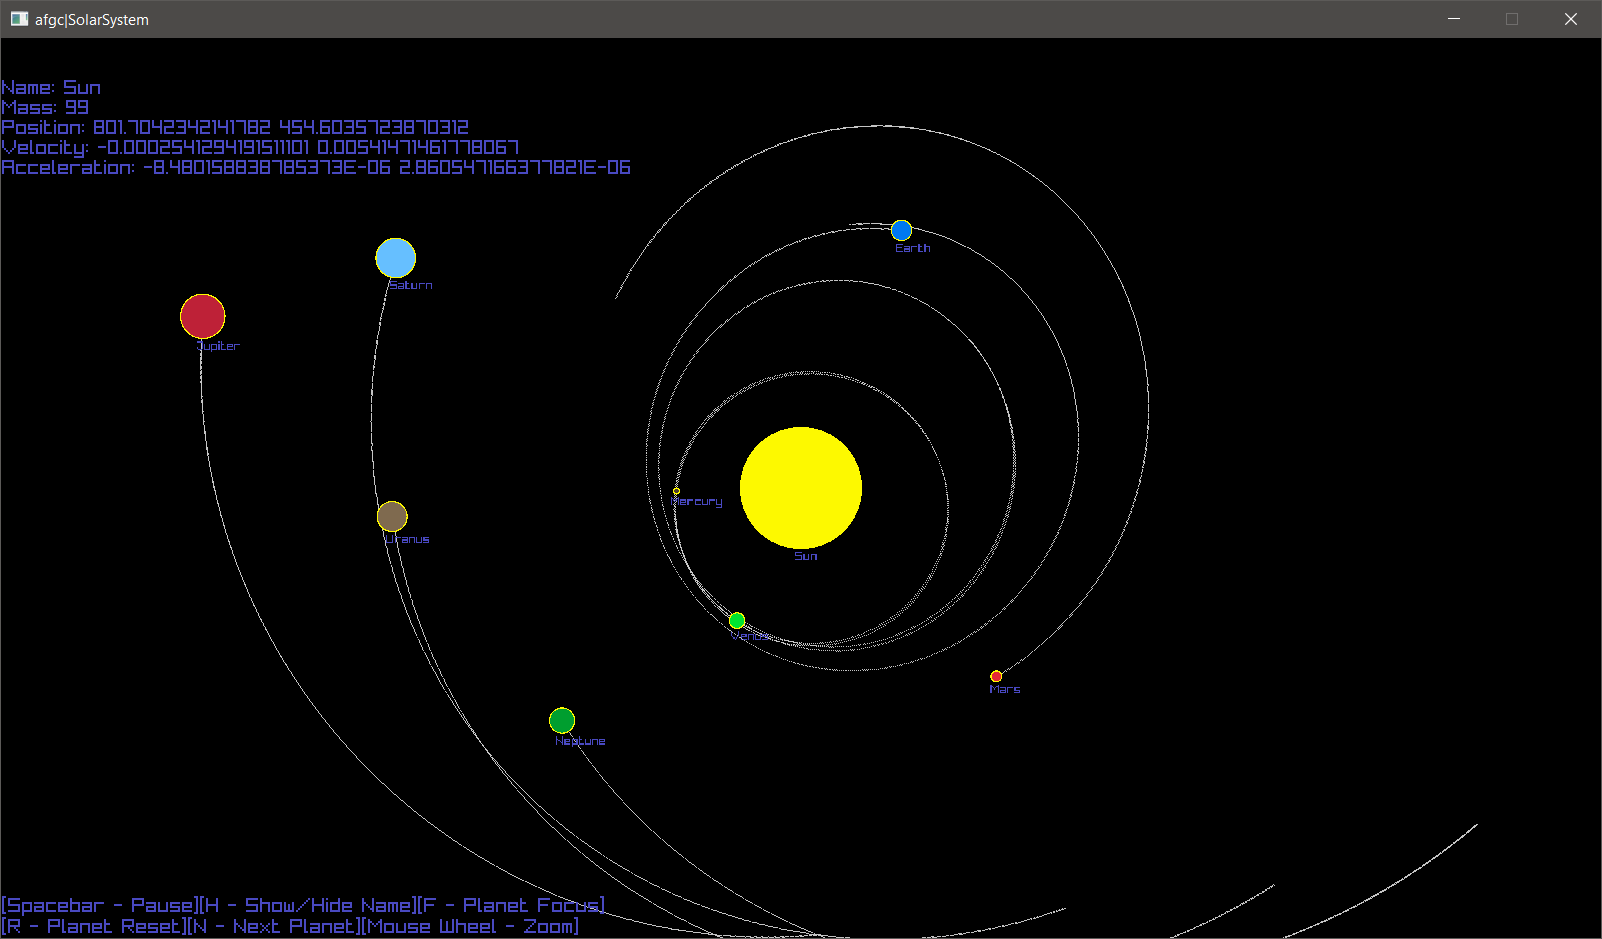 afgc|SolarSystem
Name: Sun
Mass: 99
Position: 801.7042342141782 454.6035723870312
Velocity: -0.0002541294191511101 0.00541471461778067
Acceleration: -8.480158838785373E-06 2.860547166377821E-06
Earth
Saturn
Jupiter
Mercury
Uranus
Sun
Venus
Mars
Neptune
[Spacebar - Pause][H - Show/Hide Name][F - Planet Focus]
[R - Planet Reset][N - Next Planet][Mouse Wheel - Zoom]